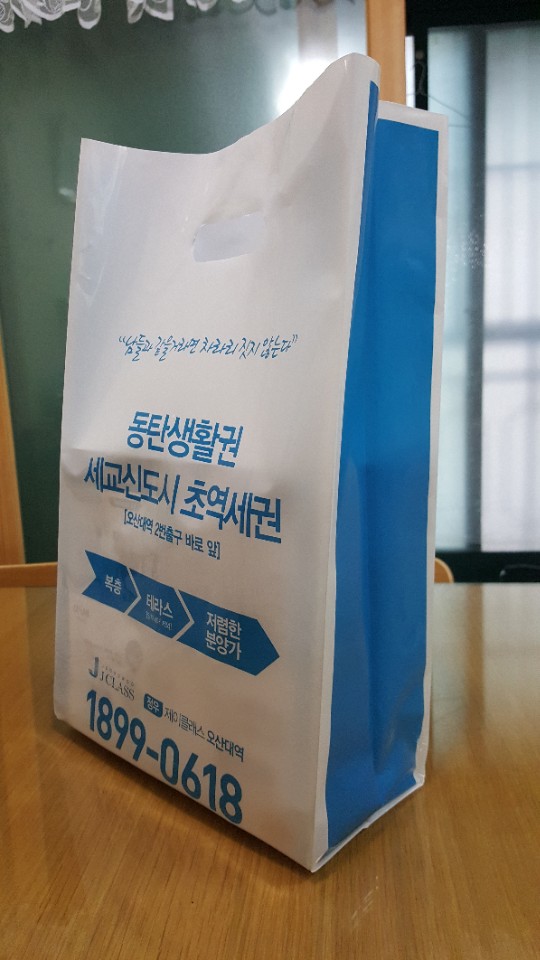 "남들과 같을거라면 차라리 짓지 않는다"
동탄생활권
세교신도시 초역세권
[오산대역 2번출구 바로 앞]
복층
테라스
저렴한
분양가
J CLASS
정우 제이클래스 오산대역
1899-0618